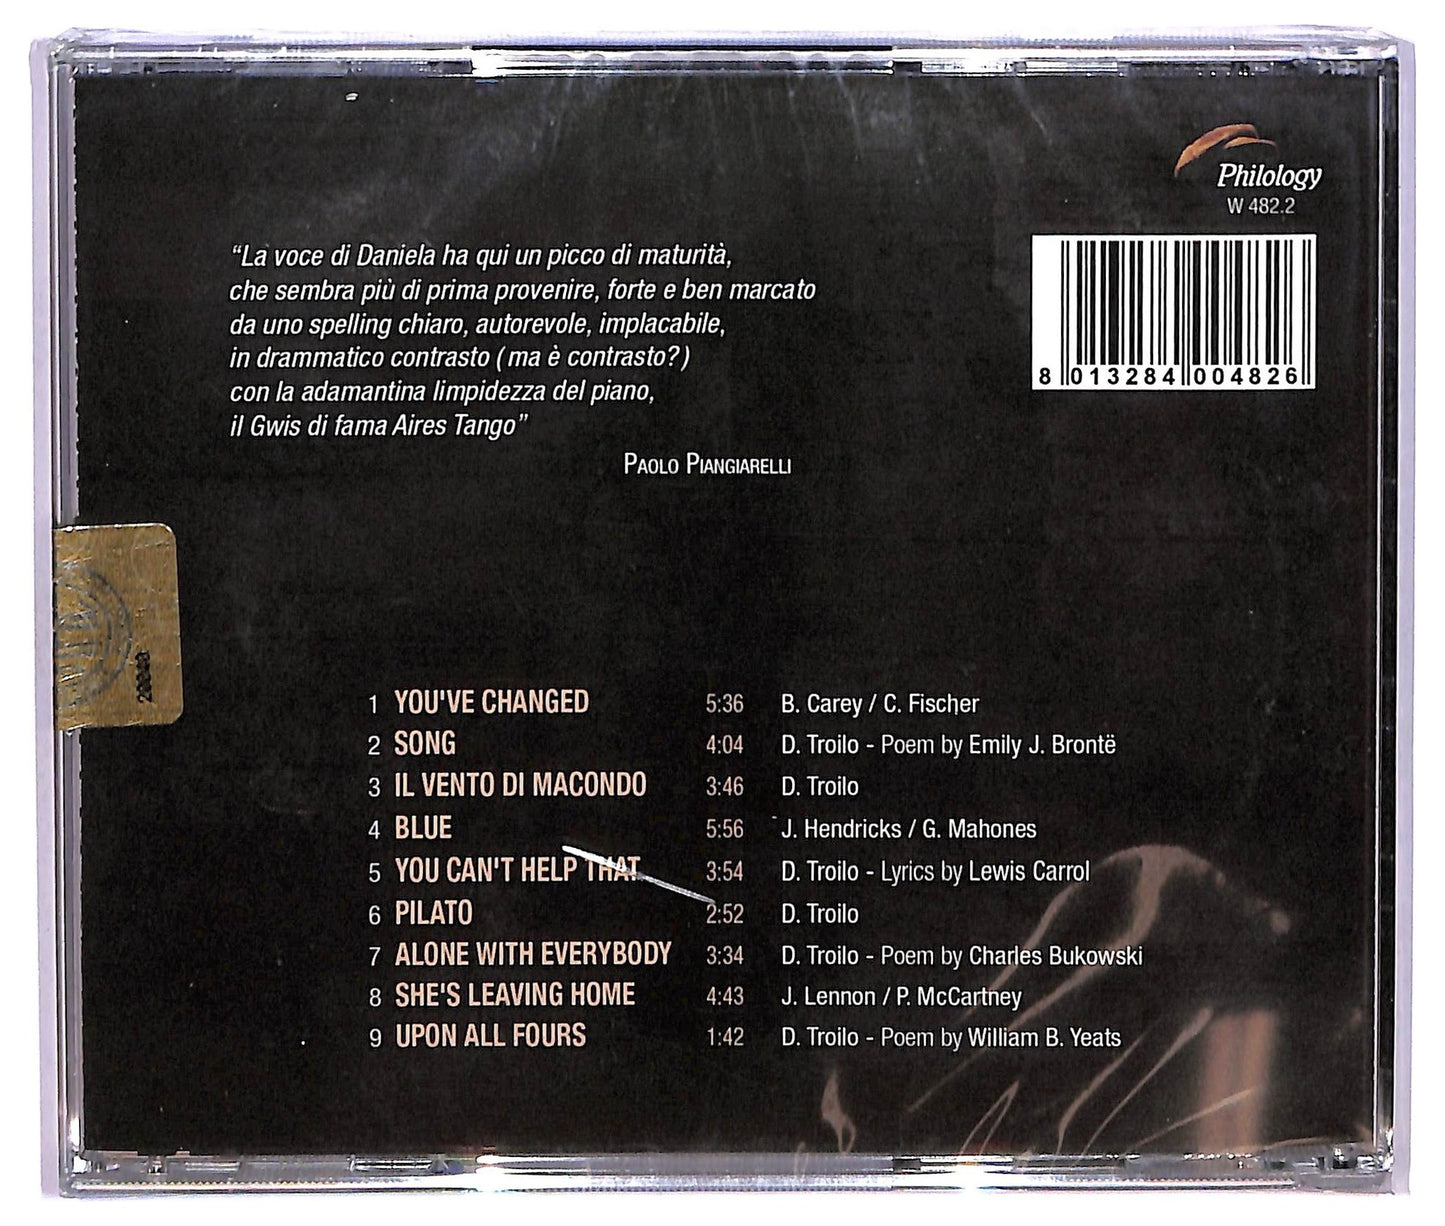 Philology
W 482.2
“La voce di Daniela ha qui un picco di maturità,
che sembra più di prima provenire, forte e ben marcato
da uno spelling chiaro, autorevole, implacabile,
in drammatico contrasto (ma è contrasto?)
con la adamantina limpidezza del piano,
il Gwis di fama Aires Tango”
PAOLO PIANGIARELLI
8 013284 004826
1 YOU'VE CHANGED 5:36 B. Carey / C. Fischer
2 SONG 4:04 D. Troilo - Poem by Emily J. Brontë
3 IL VENTO DI MACONDO 3:46 D. Troilo
4 BLUE 5:56 J. Hendricks / G. Mahones
5 YOU CAN'T HELP THAT 3:54 D. Troilo - Lyrics by Lewis Carrol
6 PILATO 2:52 D. Troilo
7 ALONE WITH EVERYBODY 3:34 D. Troilo - Poem by Charles Bukowski
8 SHE'S LEAVING HOME 4:43 J. Lennon / P. McCartney
9 UPON ALL FOURS 1:42 D. Troilo - Poem by William B. Yeats